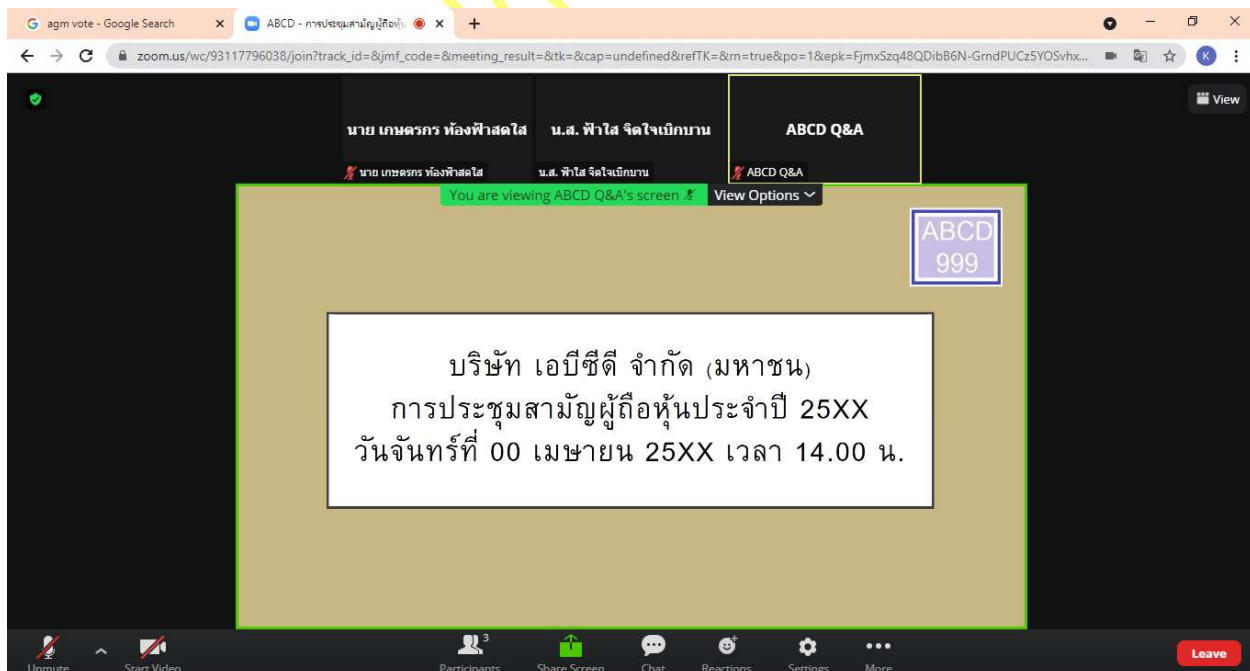 agm vote - Google Search
ABCD - การประชุมสามัญผู้ถือหุ้น
zoom.us/wc/93117796038/join?track_id=&jmf_code=&meeting_result=&tk=&cap=undefined&refTK=&rn=true&po=1&epk=FjmxSzq48QDibB6N-GrndPUCz5YOSvhx...
K
View
นาย เกษตรกร ท้องฟ้าสดใส
น.ส. ฟ้าใส จิตใจเบิกบาน
ABCD Q&A
นาย เกษตรกร ท้องฟ้าสดใส
น.ส. ฟ้าใส จิตใจเบิกบาน
ABCD Q&A
You are viewing ABCD Q&A's screen
View Options
ABCD
999
บริษัท เอบีซีดี จำกัด (มหาชน)
การประชุมสามัญผู้ถือหุ้นประจำปี 25XX
วันจันทร์ที่ 00 เมษายน 25XX เวลา 14.00 น.
Unmute
Start Video
3
Participants
Share Screen
Chat
Reactions
Settings
More
Leave